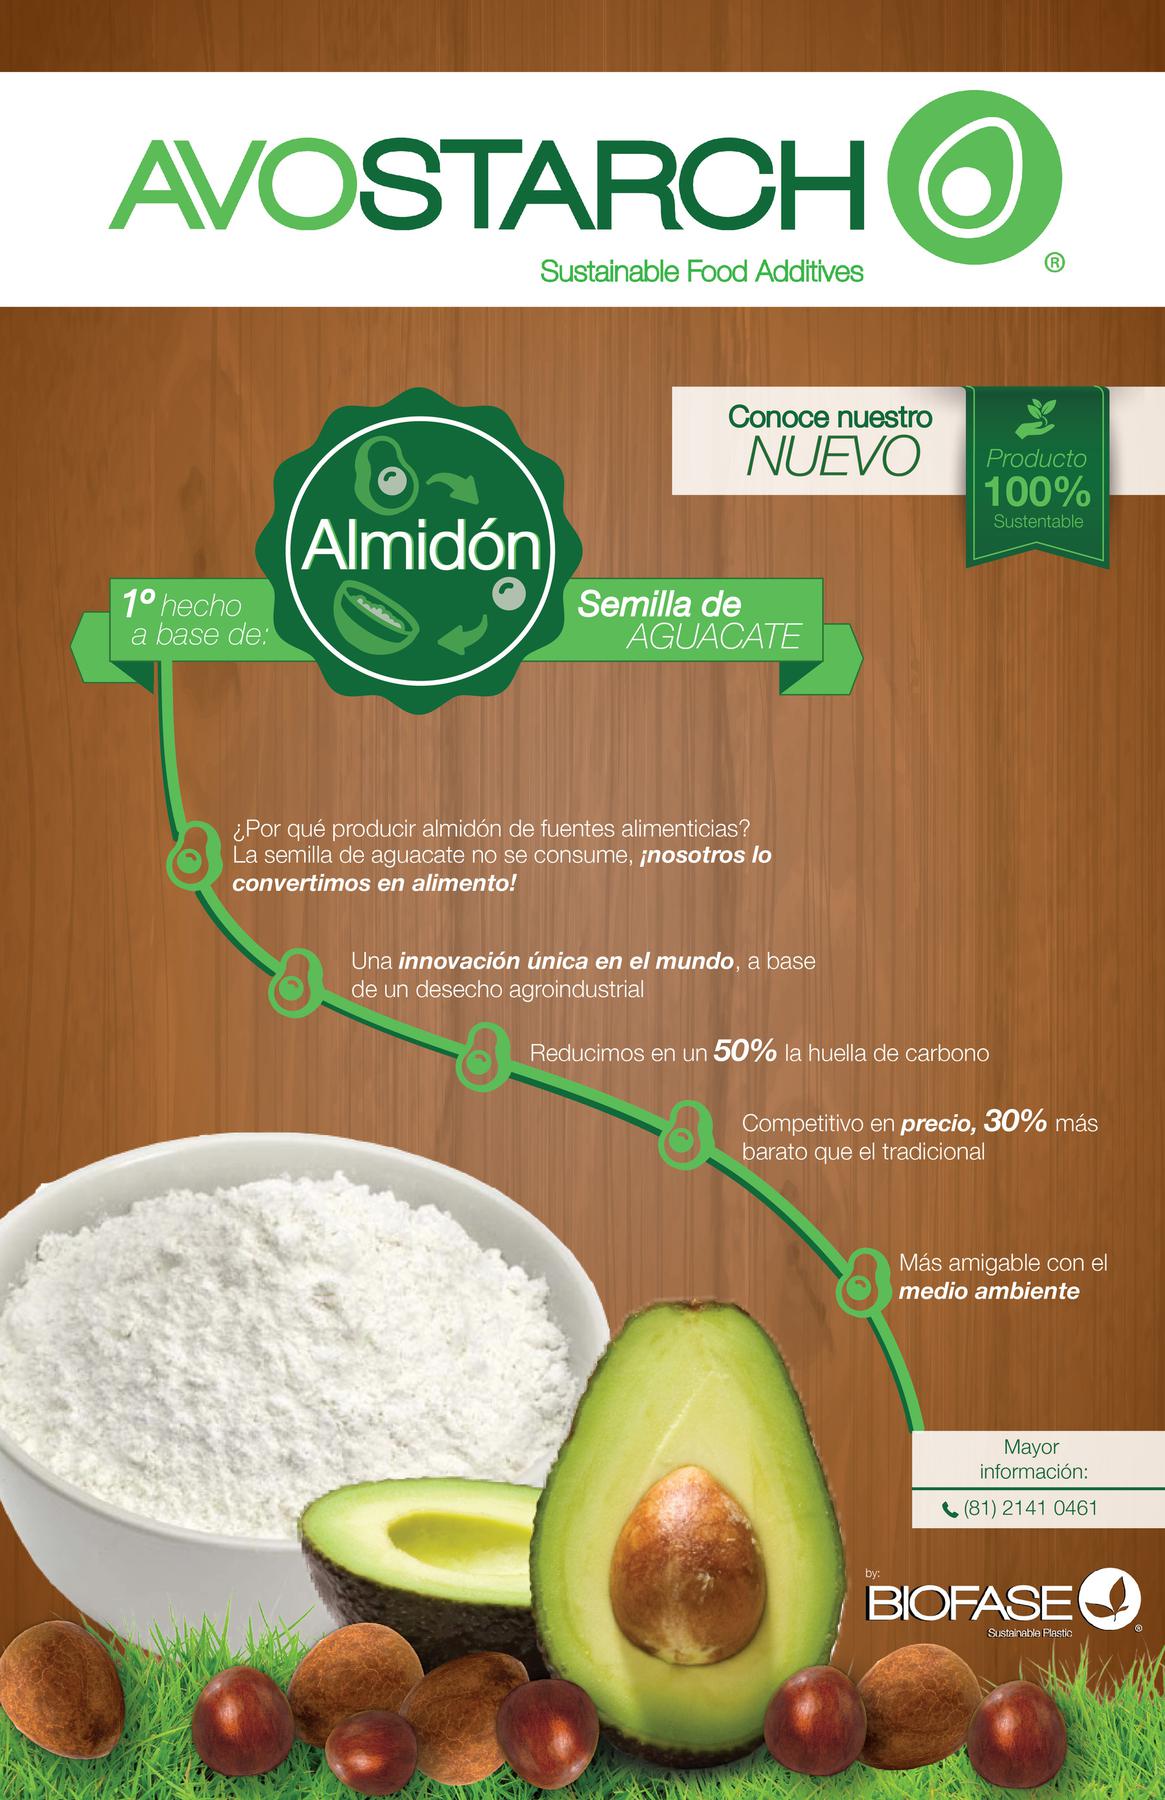 AVOSTARCH
Sustainable Food Additives
®
Conoce nuestro
NUEVO
Producto
100%
Sustentable
Almidón
1º hecho
a base de:
Semilla de
AGUACATE
¿Por qué producir almidón de fuentes alimenticias?
La semilla de aguacate no se consume, ¡nosotros lo
convertimos en alimento!
Una innovación única en el mundo, a base
de un desecho agroindustrial
Reducimos en un 50% la huella de carbono
Competitivo en precio, 30% más
barato que el tradicional
Más amigable con el
medio ambiente
Mayor
información:
(81) 2141 0461
by:
BIOFASE
®
Sustainable Plastic